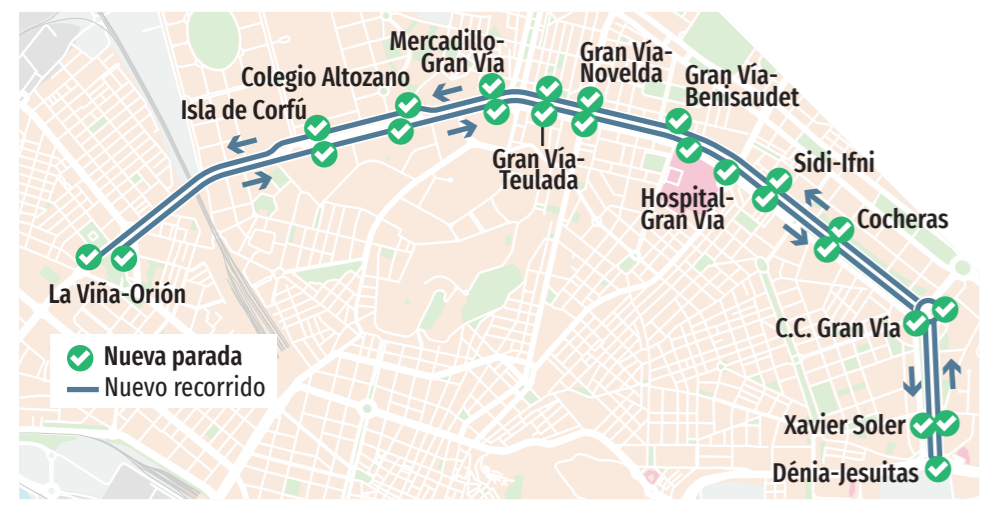 Mercadillo-
Gran Vía
Gran Vía-
Novelda
Gran Vía-
Benisaudet
Colegio Altozano
Isla de Corfú
Gran Vía-
Teulada
Sidi-Ifni
Hospital-
Gran Vía
Cocheras
La Viña-Orión
C.C. Gran Vía
Nueva parada
Nuevo recorrido
Xavier Soler
Dénia-Jesuitas